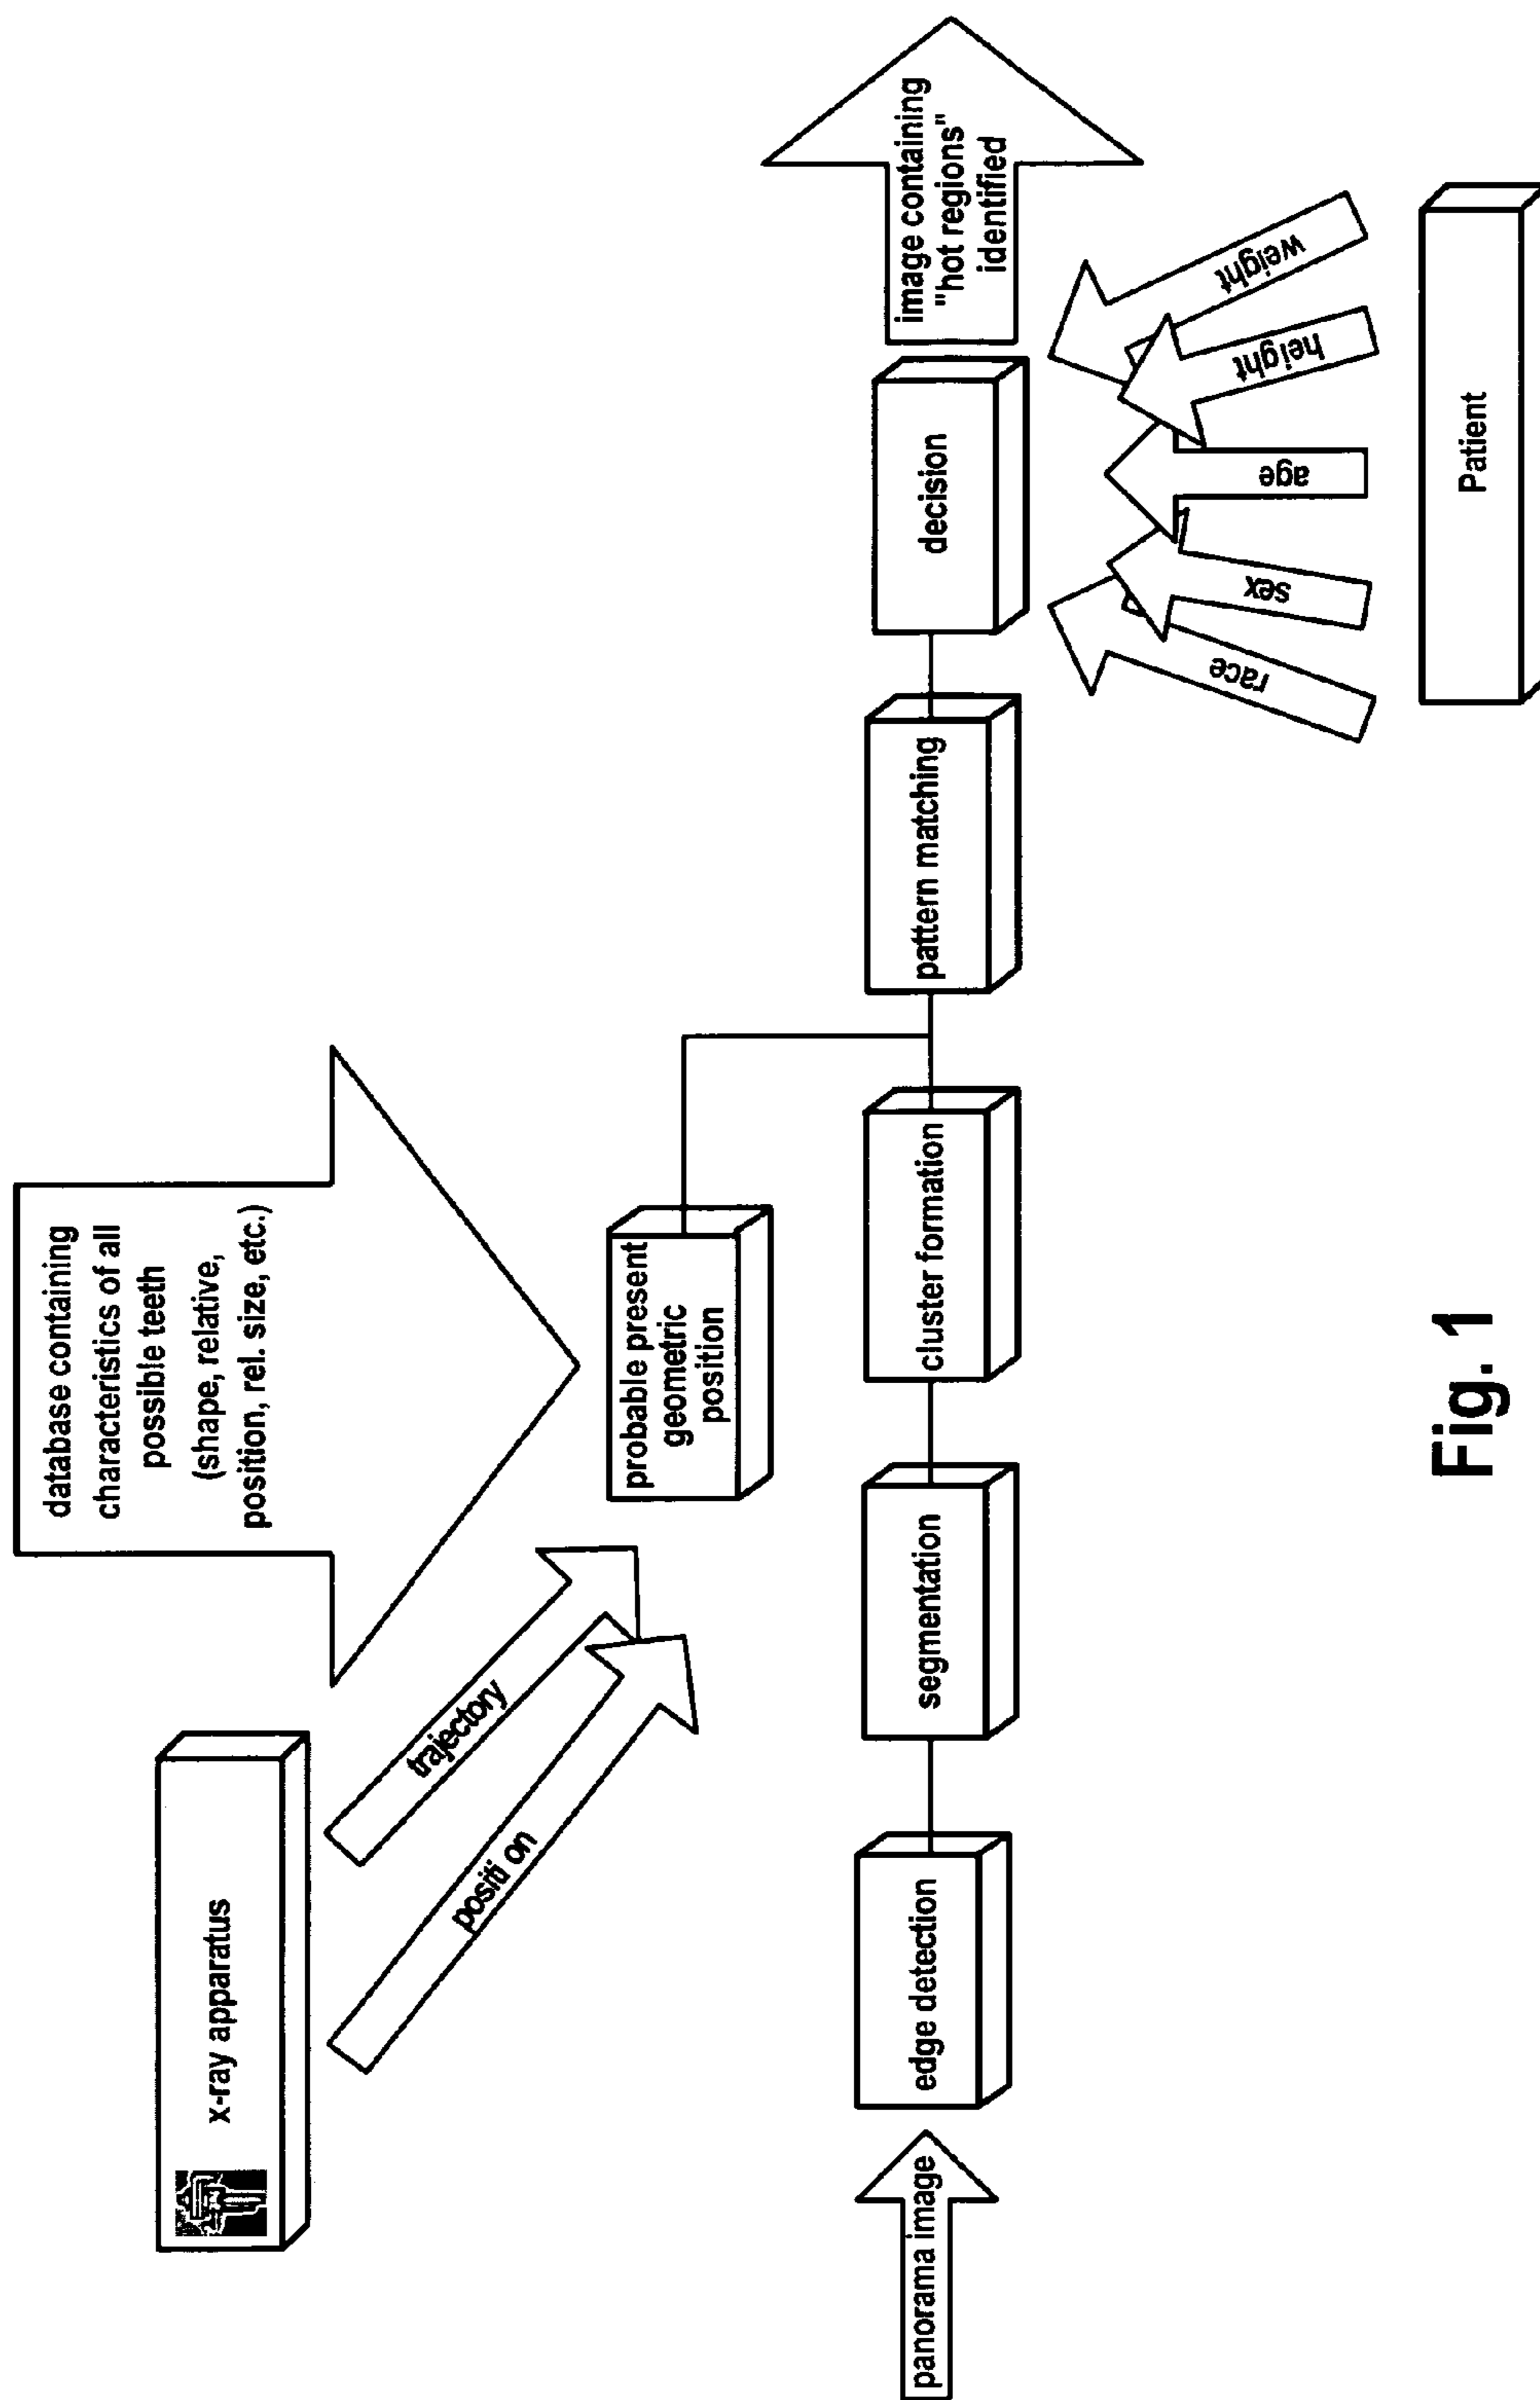 database containing
characteristics of all
possible teeth
(shape, relative,
position, rel. size, etc.)
x-ray apparatus
trajectory
positi on
probable present
geometric
position
panorama image
edge detection
segmentation
cluster formation
pattern matching
decision
image containing
"hot regions"
identified
race
sex
age
height
weight
Patient
Fig. 1